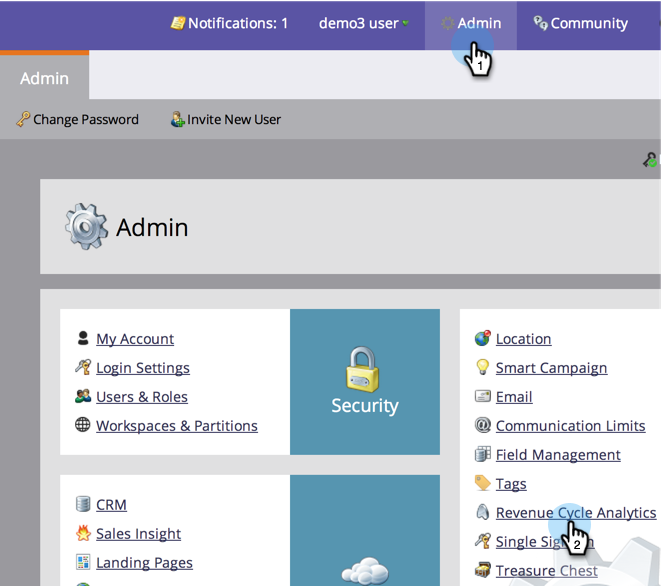 Notifications: 1 demo3 user Admin Community
1
Admin
Change Password Invite New User
Admin
My Account
Login Settings
Users & Roles
Workspaces & Partitions
Security
CRM
Sales Insight
Landing Pages
Location
Smart Campaign
Email
Communication Limits
Field Management
Tags
Revenue Cycle Analytics
2
Single Sig
Treasure Chest